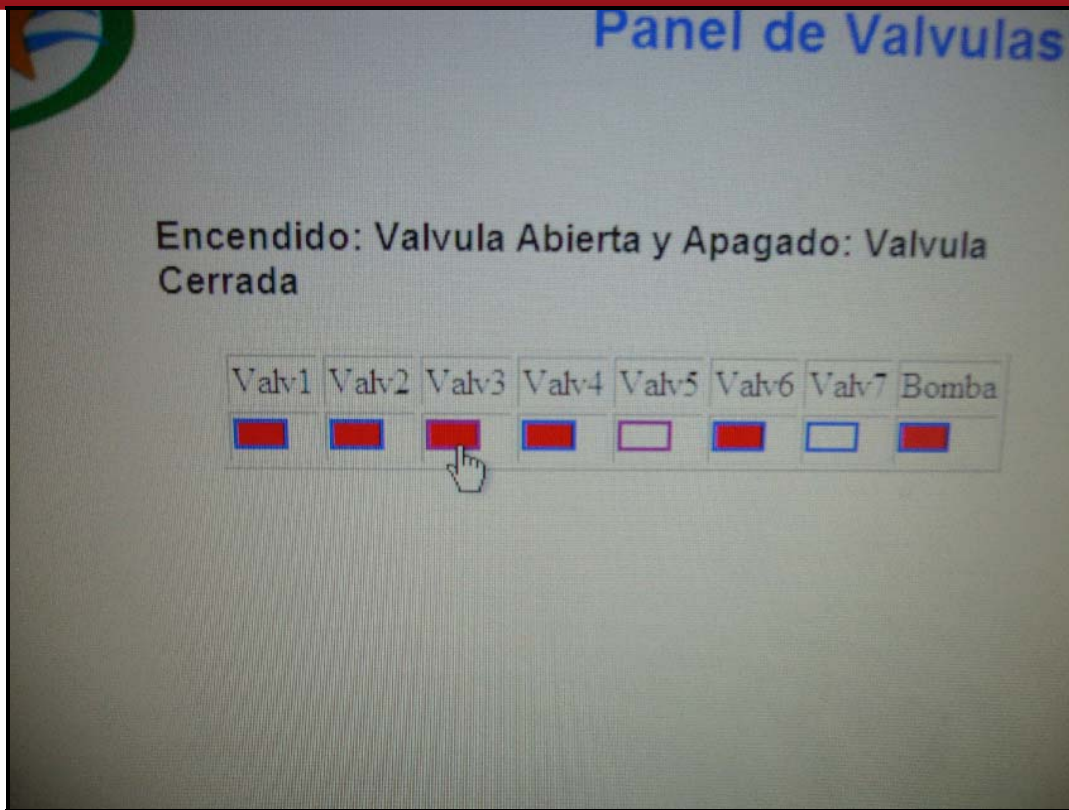 Panel de Valvulas
Encendido: Valvula Abierta y Apagado: Valvula
Cerrada
Valv1 Valv2 Valv3 Valv4 Valv5 Valv6 Valv7 Bomba